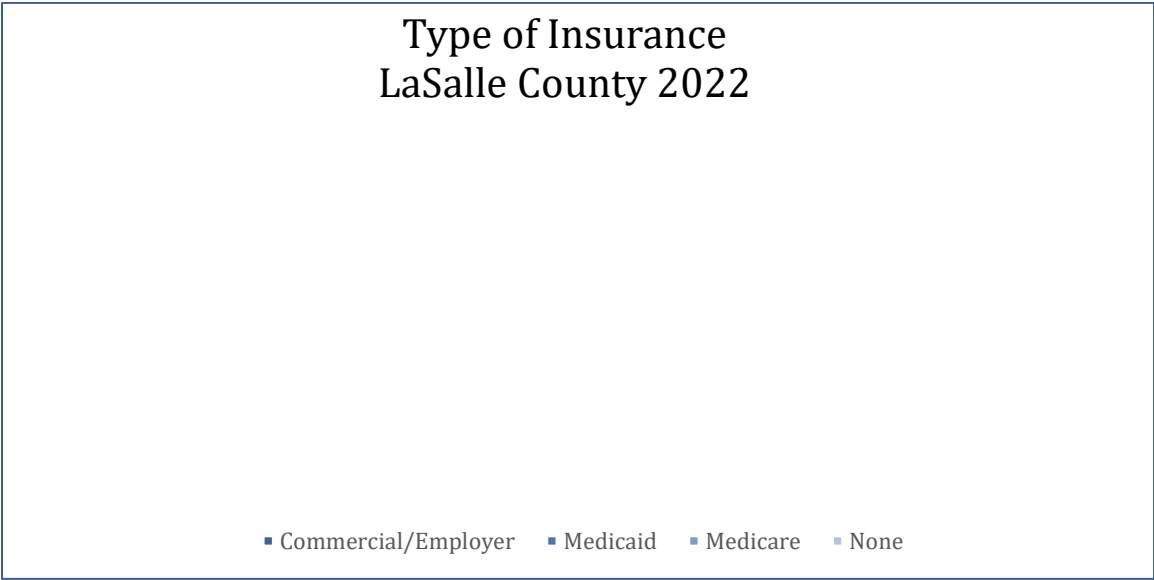 Type of Insurance
LaSalle County 2022
Commercial/Employer Medicaid Medicare None